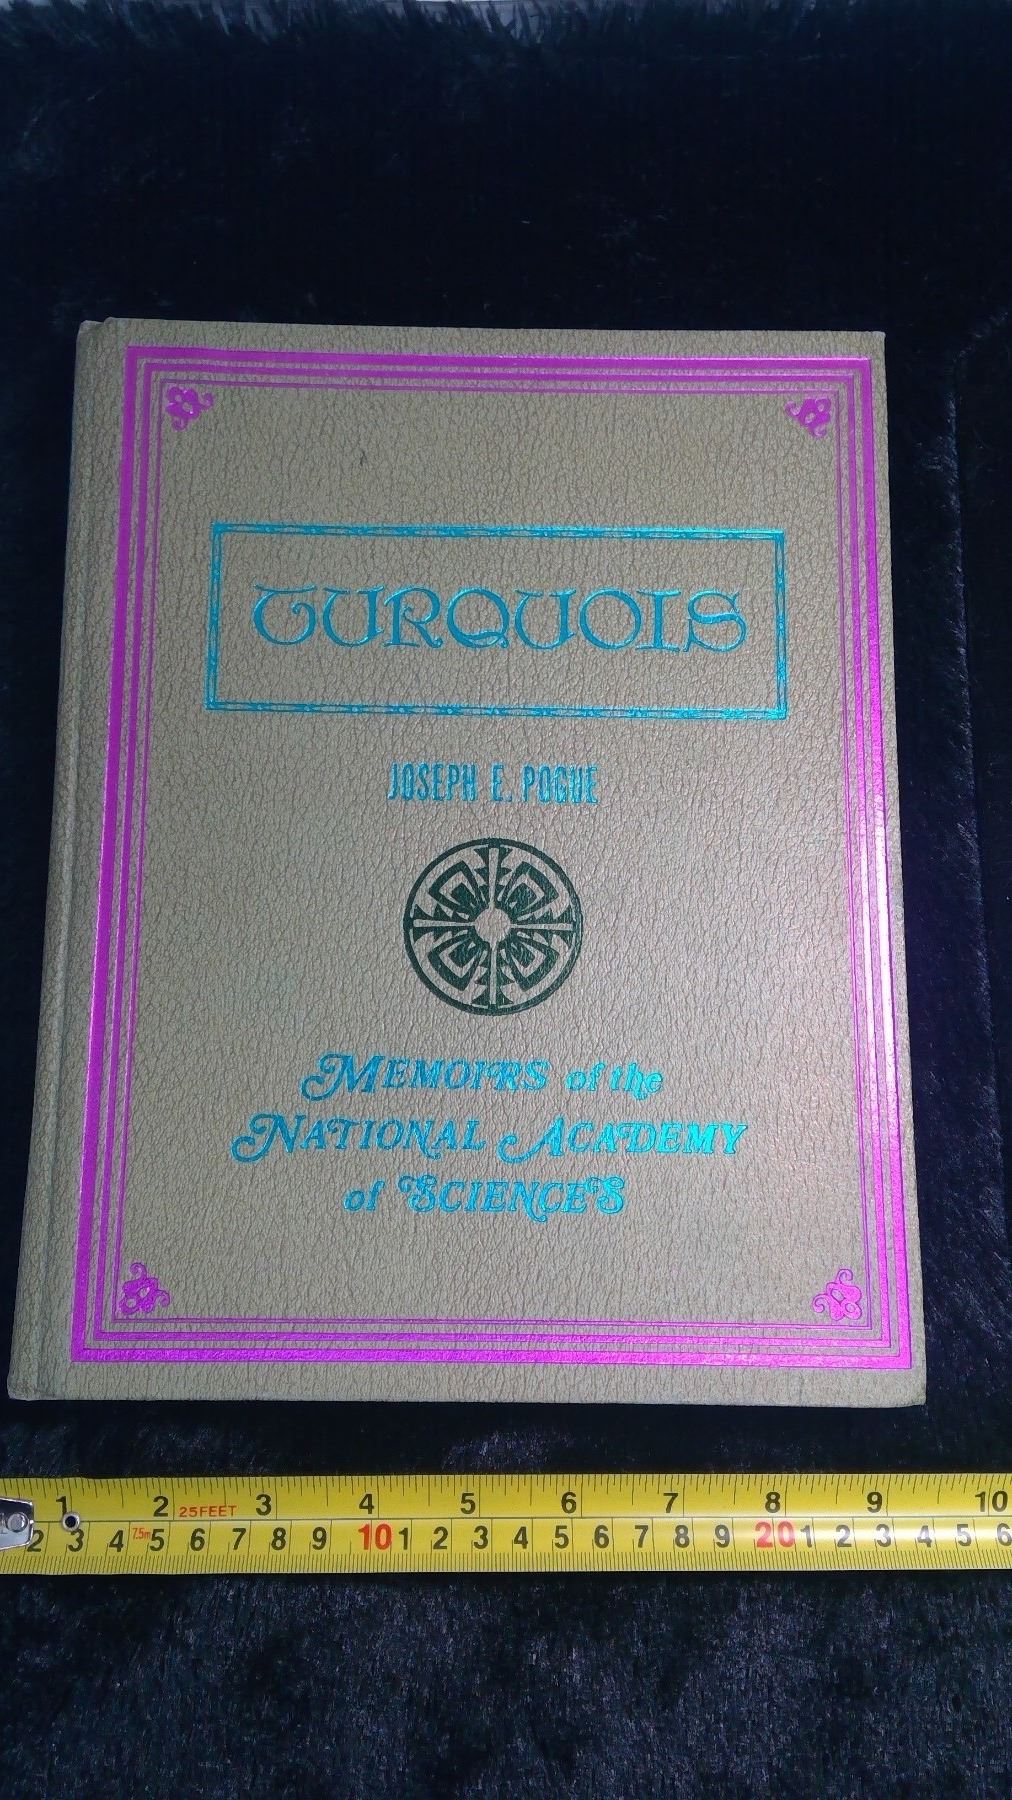 TURQUOIS
JOSEPH E. POGUE
MEMOIRS of the
NATIONAL ACADEMY
of SCIENCES
1 2 25FEET 3 4 5 6 7 8 9 10
2 3 4 7.5m 5 6 7 8 9 10 1 2 3 4 5 6 7 8 9 20 1 2 3 4 5 6